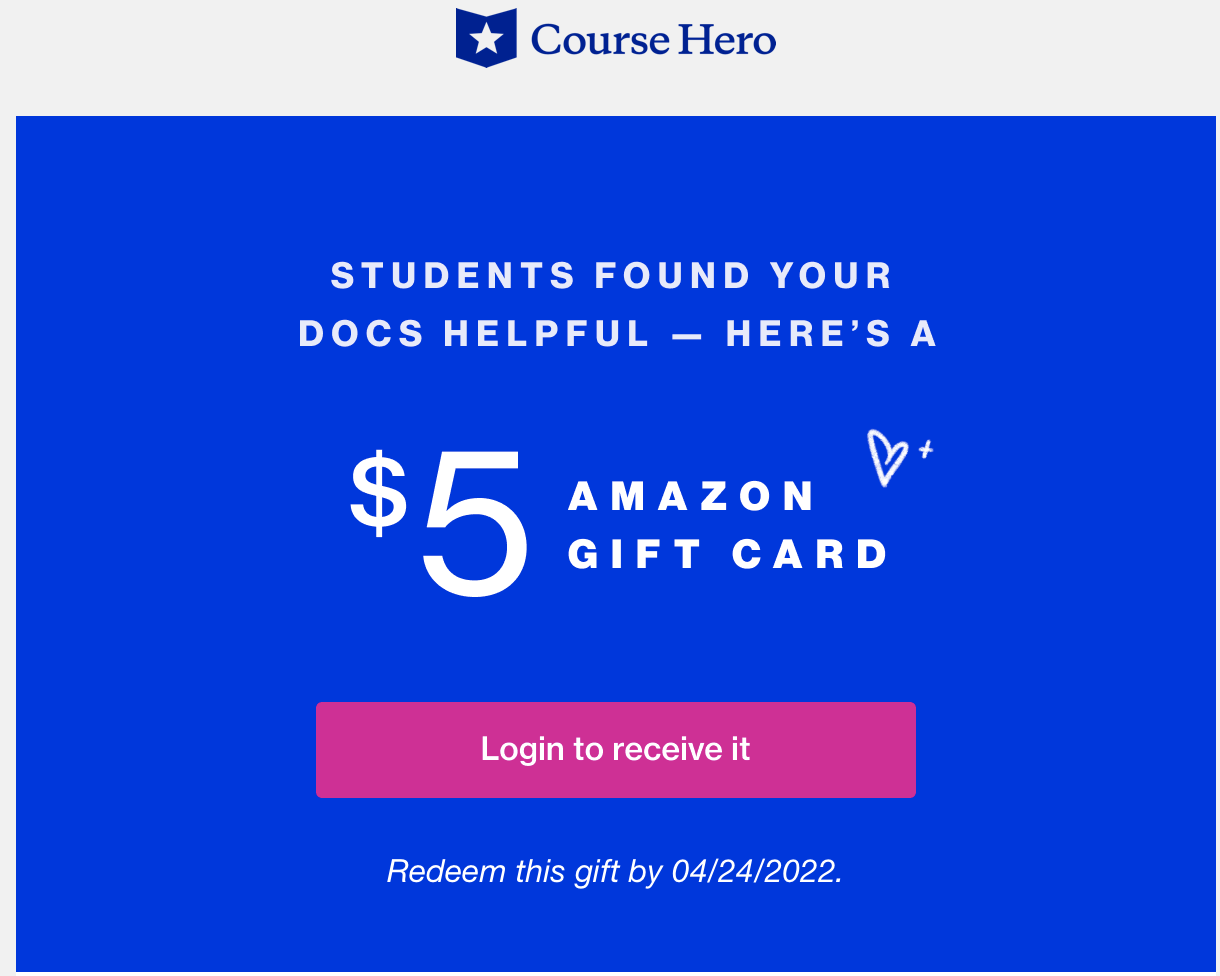 Course Hero
STUDENTS FOUND YOUR
DOCS HELPFUL — HERE’S A
$5 AMAZON
GIFT CARD
Login to receive it
Redeem this gift by 04/24/2022.